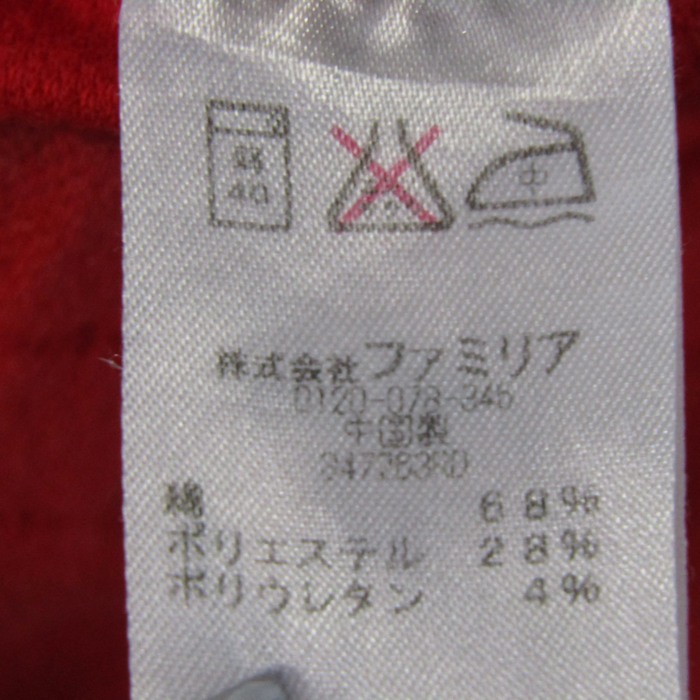 弱
40
中
株式会社ファミリア
0120-078-345
中国製
綿 68%
ポリエステル 28%
ポリウレタン 4%